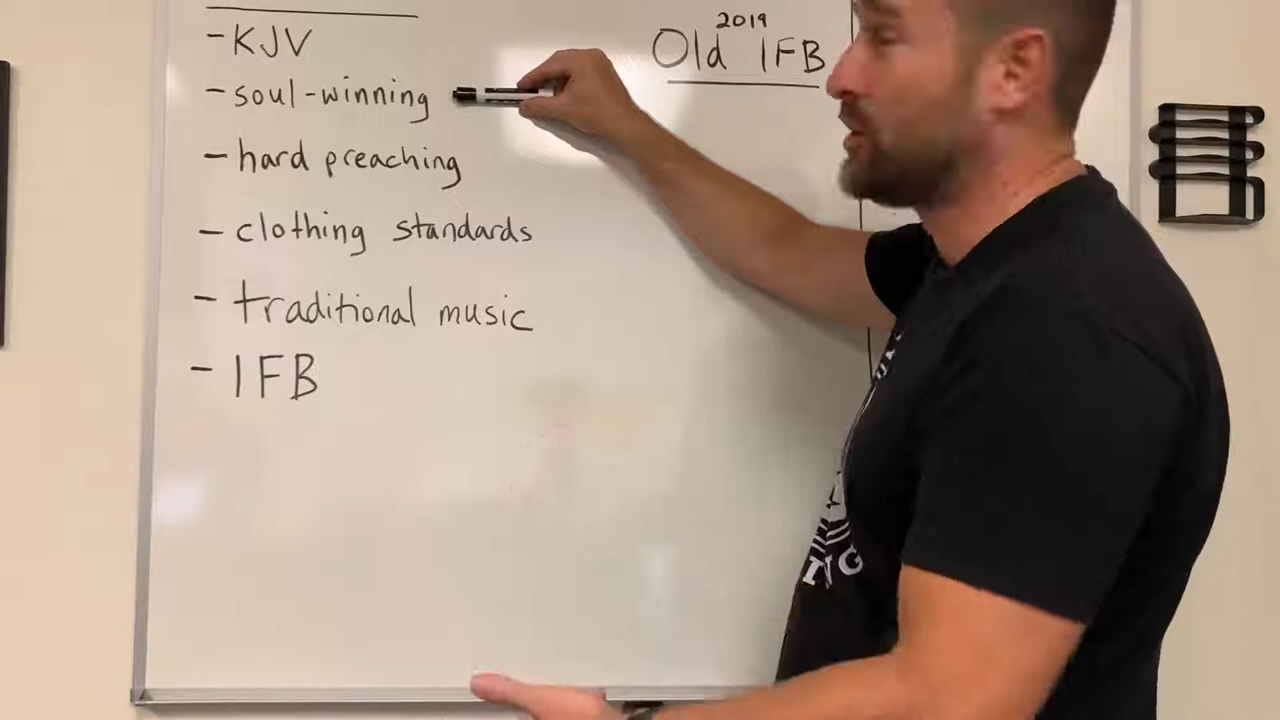 - KJV
- soul-winning
- hard preaching
- clothing standards
- traditional music
- IFB
2019
Old IFB